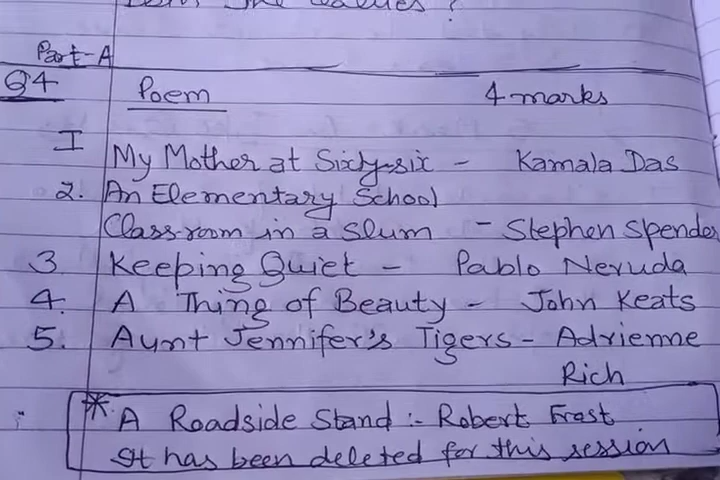 values ?
Part-A
Q4 Poem 4 marks
I My Mother at Sixty-six - Kamala Das
2. An Elementary School
Classroom in a Slum - Stephen Spender
3 Keeping Quiet - Pablo Neruda
4. A Thing of Beauty - John Keats
5. Aunt Jennifer's Tigers - Adrienne
Rich
* A Roadside Stand :- Robert Frost
It has been deleted for this session